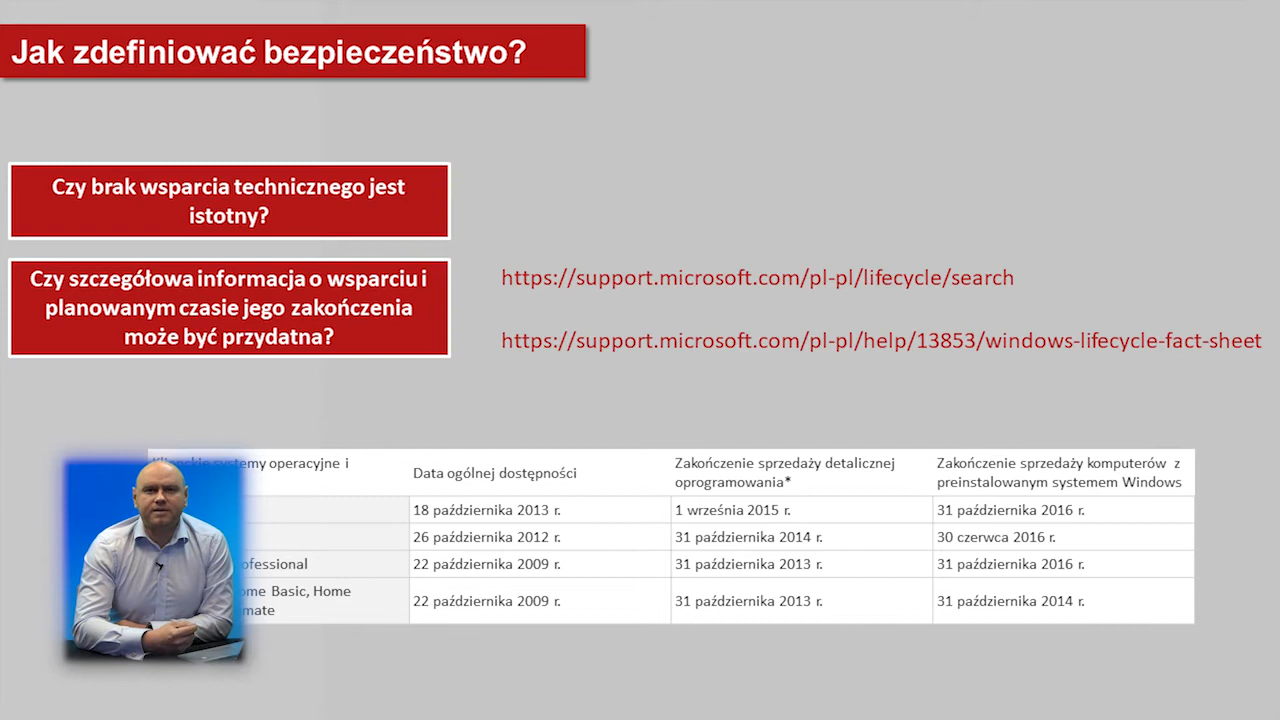 Jak zdefiniować bezpieczeństwo?
Czy brak wsparcia technicznego jest
istotny?
Czy szczegółowa informacja o wsparciu i
planowanym czasie jego zakończenia
może być przydatna?
https://support.microsoft.com/pl-pl/lifecycle/search
https://support.microsoft.com/pl-pl/help/13853/windows-lifecycle-fact-sheet
systemy operacyjne i
Data ogólnej dostępności
Zakończenie sprzedaży detalicznej
oprogramowania*
Zakończenie sprzedaży komputerów z
preinstalowanym systemem Windows
18 października 2013 r.
1 września 2015 r.
31 października 2016 r.
26 października 2012 r.
31 października 2014 r.
30 czerwca 2016 r.
ofessional
22 października 2009 r.
31 października 2013 r.
31 października 2016 r.
ome Basic, Home
mate
22 października 2009 r.
31 października 2013 r.
31 października 2014 r.